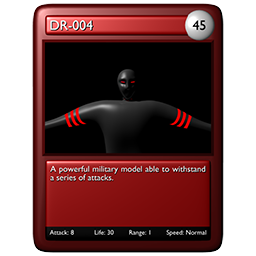 DR-004
45
A powerful military model able to withstand
a series of attacks.
Attack: 8 Life: 30 Range: 1 Speed: Normal